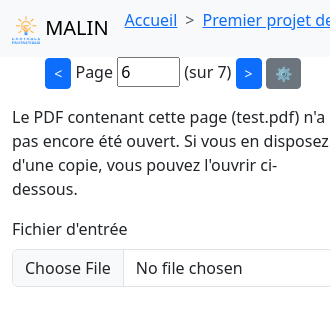 MALIN Accueil > Premier projet de
< Page 6 (sur 7) > ⚙️
Le PDF contenant cette page (test.pdf) n'a
pas encore été ouvert. Si vous en disposez
d'une copie, vous pouvez l'ouvrir ci-
dessous.
Fichier d'entrée
Choose File No file chosen